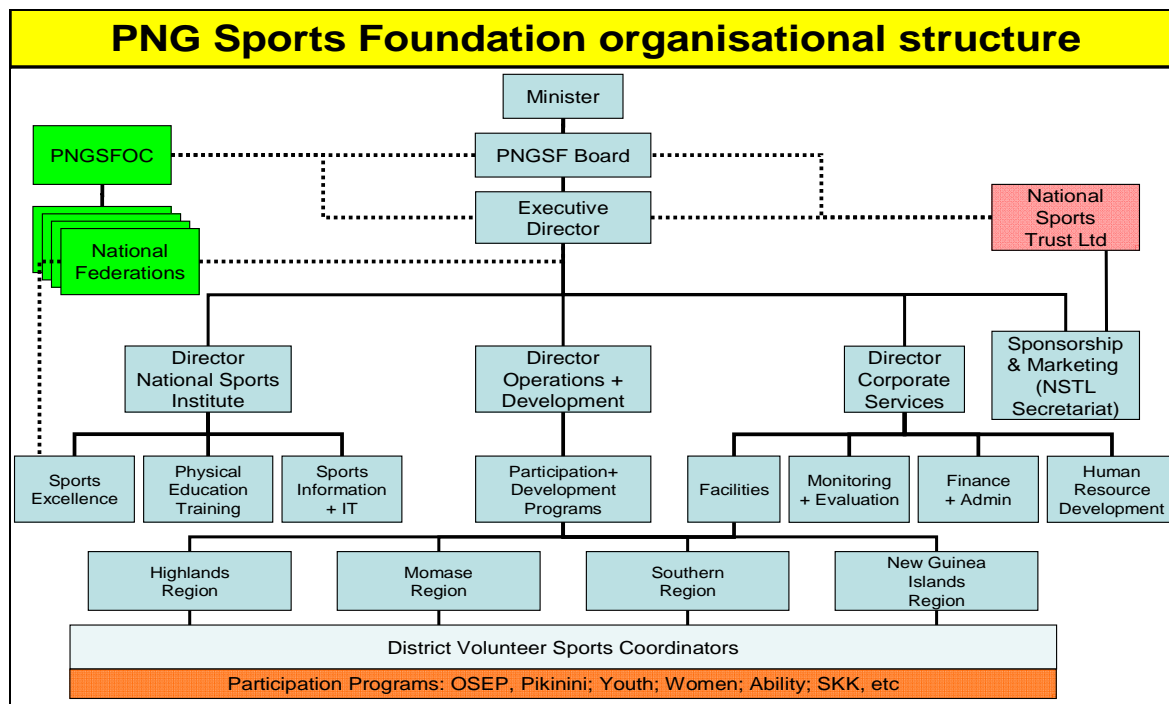 PNG Sports Foundation organisational structure
Minister
PNGSFOC
PNGSF Board
Executive
Director
National
Sports
Trust Ltd
National
Federations
Director
National Sports
Institute
Director
Operations +
Development
Director
Corporate
Services
Sponsorship
& Marketing
(NSTL
Secretariat)
Sports
Excellence
Physical
Education
Training
Sports
Information
+ IT
Participation+
Development
Programs
Facilities
Monitoring
+ Evaluation
Finance
+ Admin
Human
Resource
Development
Highlands
Region
Momase
Region
Southern
Region
New Guinea
Islands
Region
District Volunteer Sports Coordinators
Participation Programs: OSEP, Pikinini; Youth; Women; Ability; SKK, etc